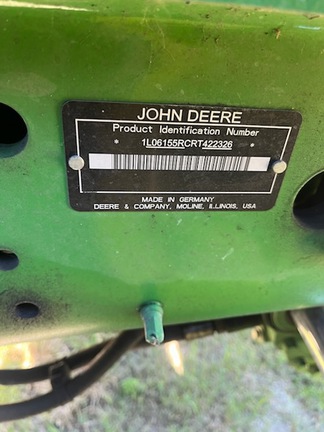 JOHN DEERE
Product Identification Number
* 1L06155RCRT422326 *
MADE IN GERMANY
DEERE & COMPANY, MOLINE, ILLINOIS, USA